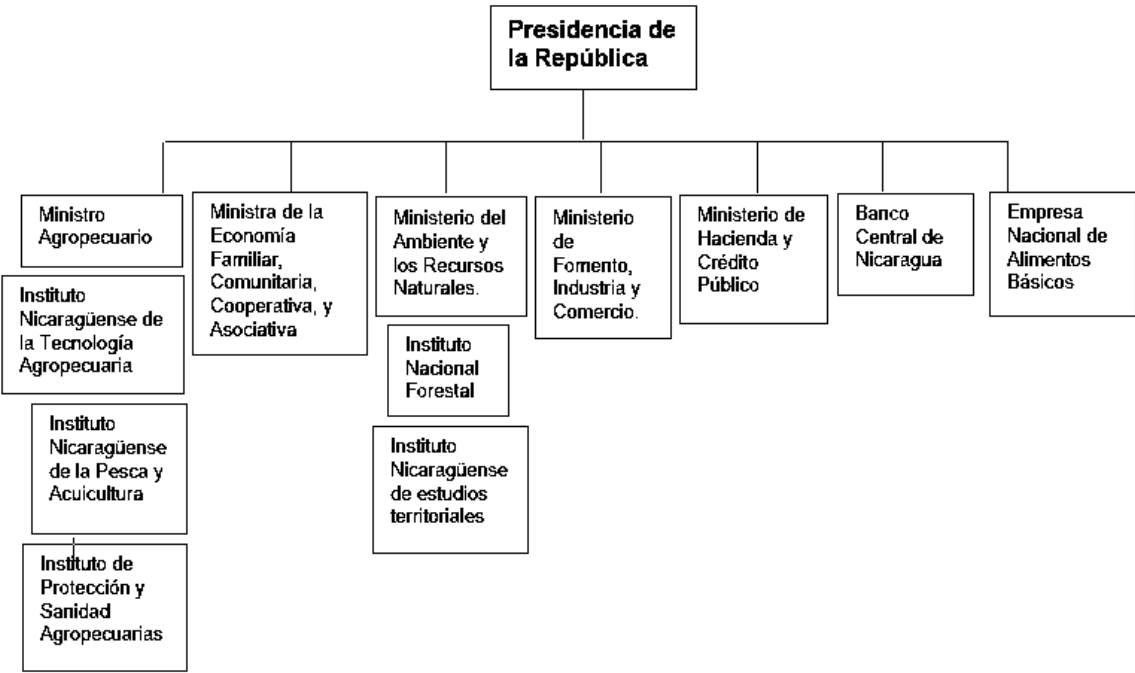 Presidencia de
la República
Ministro
Agropecuario
Instituto
Nicaragüense de
la Tecnología
Agropecuaria
Instituto
Nicaragüense
de la Pesca y
Acuicultura
Instituto de
Protección y
Sanidad
Agropecuarias
Ministra de la
Economía
Familiar,
Comunitaria,
Cooperativa, y
Asociativa
Ministerio del
Ambiente y
los Recursos
Naturales.
Instituto
Nacional
Forestal
Instituto
Nicaragüense
de estudios
territoriales
Ministerio
de
Fomento,
Industria y
Comercio.
Ministerio de
Hacienda y
Crédito
Público
Banco
Central de
Nicaragua
Empresa
Nacional de
Alimentos
Básicos